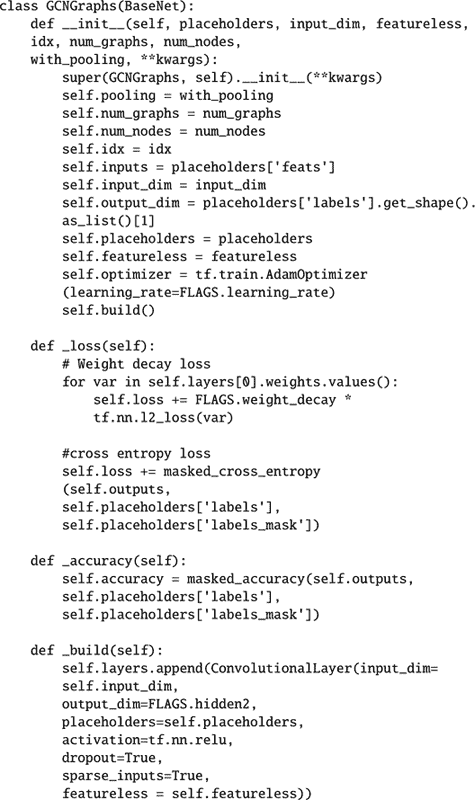 class GCNGraphs(BaseNet):
    def __init__(self, placeholders, input_dim, featureless,
    idx, num_graphs, num_nodes,
    with_pooling, **kwargs):
        super(GCNGraphs, self).__init__(**kwargs)
        self.pooling = with_pooling
        self.num_graphs = num_graphs
        self.num_nodes = num_nodes
        self.idx = idx
        self.inputs = placeholders['feats']
        self.input_dim = input_dim
        self.output_dim = placeholders['labels'].get_shape().
        as_list()[1]
        self.placeholders = placeholders
        self.featureless = featureless
        self.optimizer = tf.train.AdamOptimizer
        (learning_rate=FLAGS.learning_rate)
        self.build()

    def _loss(self):
        # Weight decay loss
        for var in self.layers[0].weights.values():
            self.loss += FLAGS.weight_decay *
            tf.nn.l2_loss(var)

        #cross entropy loss
        self.loss += masked_cross_entropy
        (self.outputs,
        self.placeholders['labels'],
        self.placeholders['labels_mask'])

    def _accuracy(self):
        self.accuracy = masked_accuracy(self.outputs,
        self.placeholders['labels'],
        self.placeholders['labels_mask'])

    def _build(self):
        self.layers.append(ConvolutionalLayer(input_dim=
        self.input_dim,
        output_dim=FLAGS.hidden2,
        placeholders=self.placeholders,
        activation=tf.nn.relu,
        dropout=True,
        sparse_inputs=True,
        featureless = self.featureless))